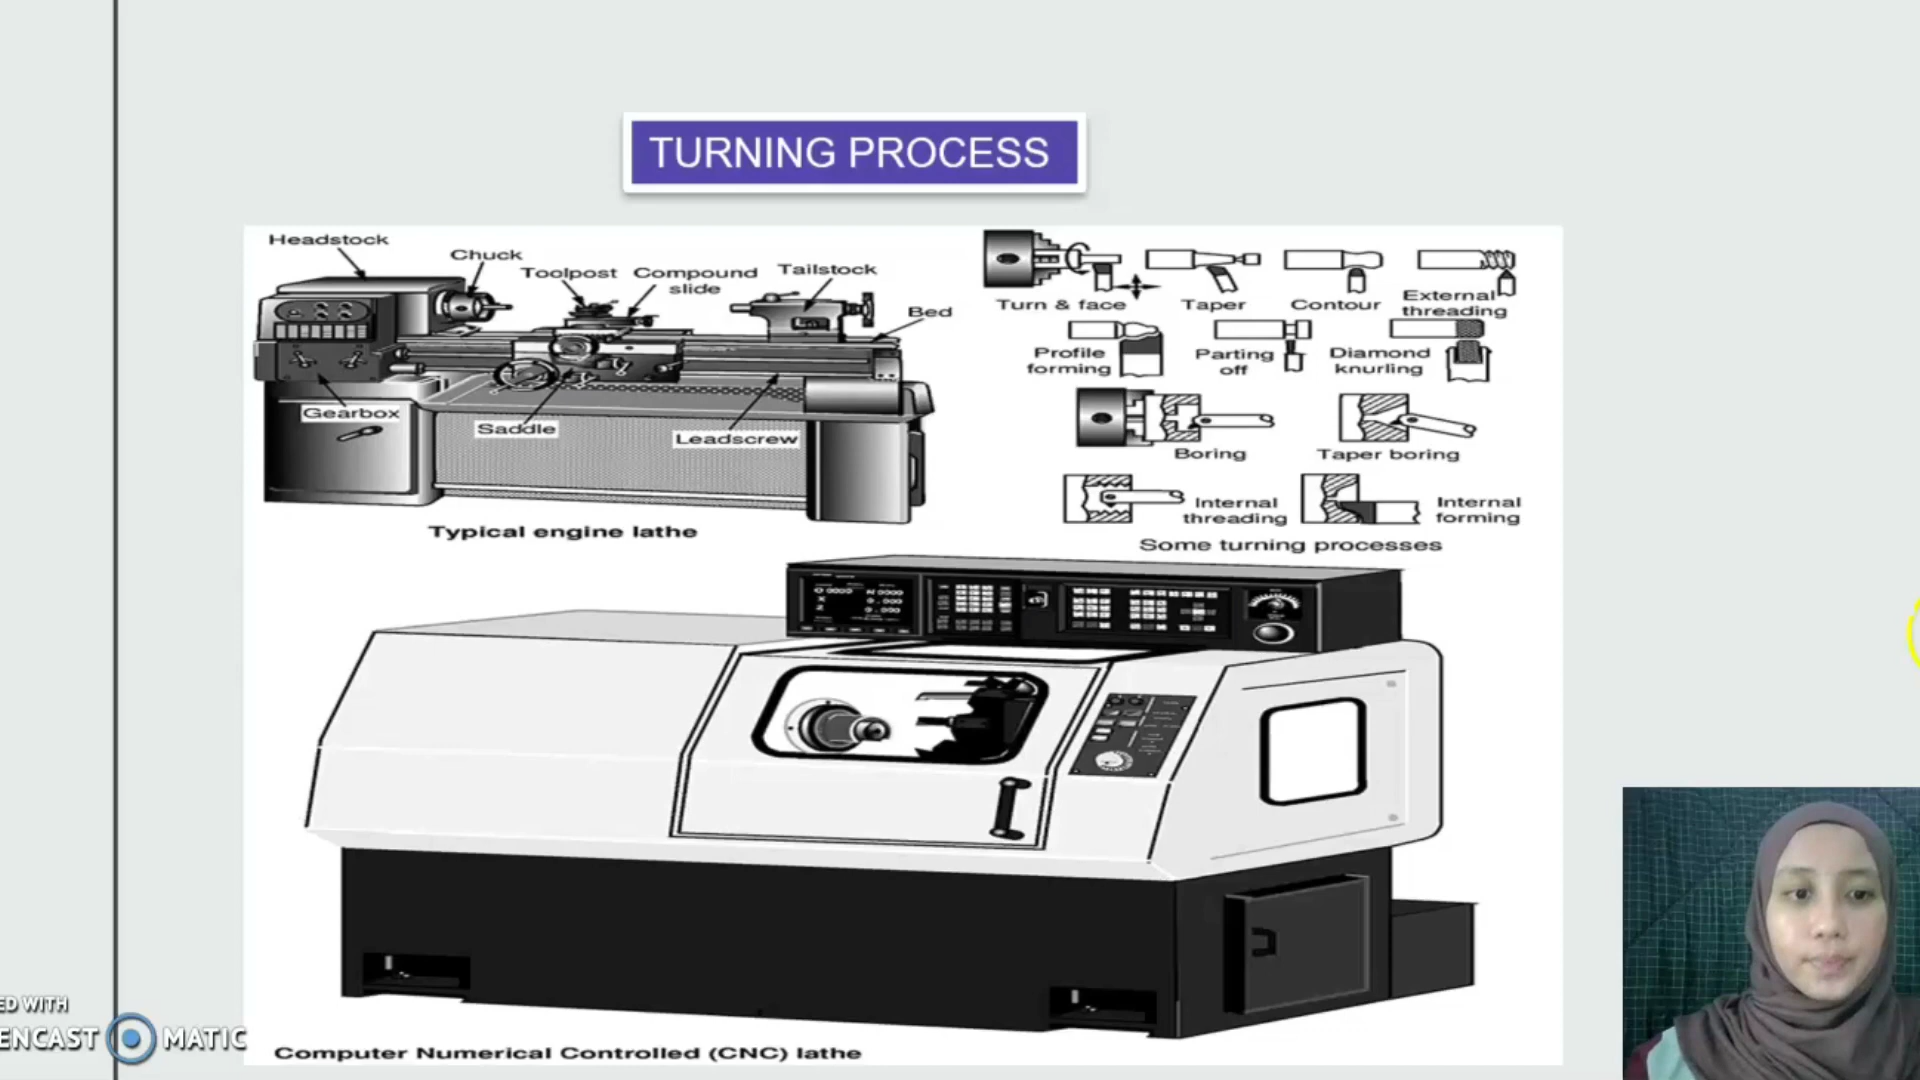 TURNING PROCESS
Headstock
Chuck
Toolpost
Compound
slide
Tailstock
Bed
Gearbox
Saddle
Leadscrew
Typical engine lathe
Turn & face
Taper
Contour
External
threading
Profile
forming
Parting
off
Diamond
knurling
Boring
Taper boring
Internal
threading
Internal
forming
Some turning processes
Computer Numerical Controlled (CNC) lathe
ED WITH
ENCAST MATIC